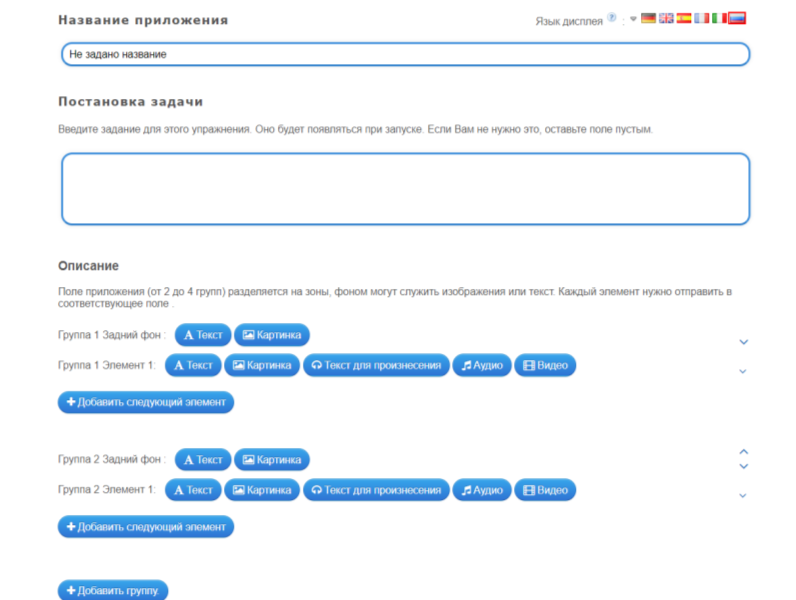 Название приложения
Язык дисплея ? :
Не задано название
Постановка задачи
Введите задание для этого упражнения. Оно будет появляться при запуске. Если Вам не нужно это, оставьте поле пустым.
Описание
Поле приложения (от 2 до 4 групп) разделяется на зоны, фоном могут служить изображения или текст. Каждый элемент нужно отправить в
соответствующее поле .
Группа 1 Задний фон : A Текст Картинка
Группа 1 Элемент 1: A Текст Картинка Текст для произнесения Аудио Видео
+ Добавить следующий элемент
Группа 2 Задний фон : A Текст Картинка
Группа 2 Элемент 1: A Текст Картинка Текст для произнесения Аудио Видео
+ Добавить следующий элемент
+ Добавить группу